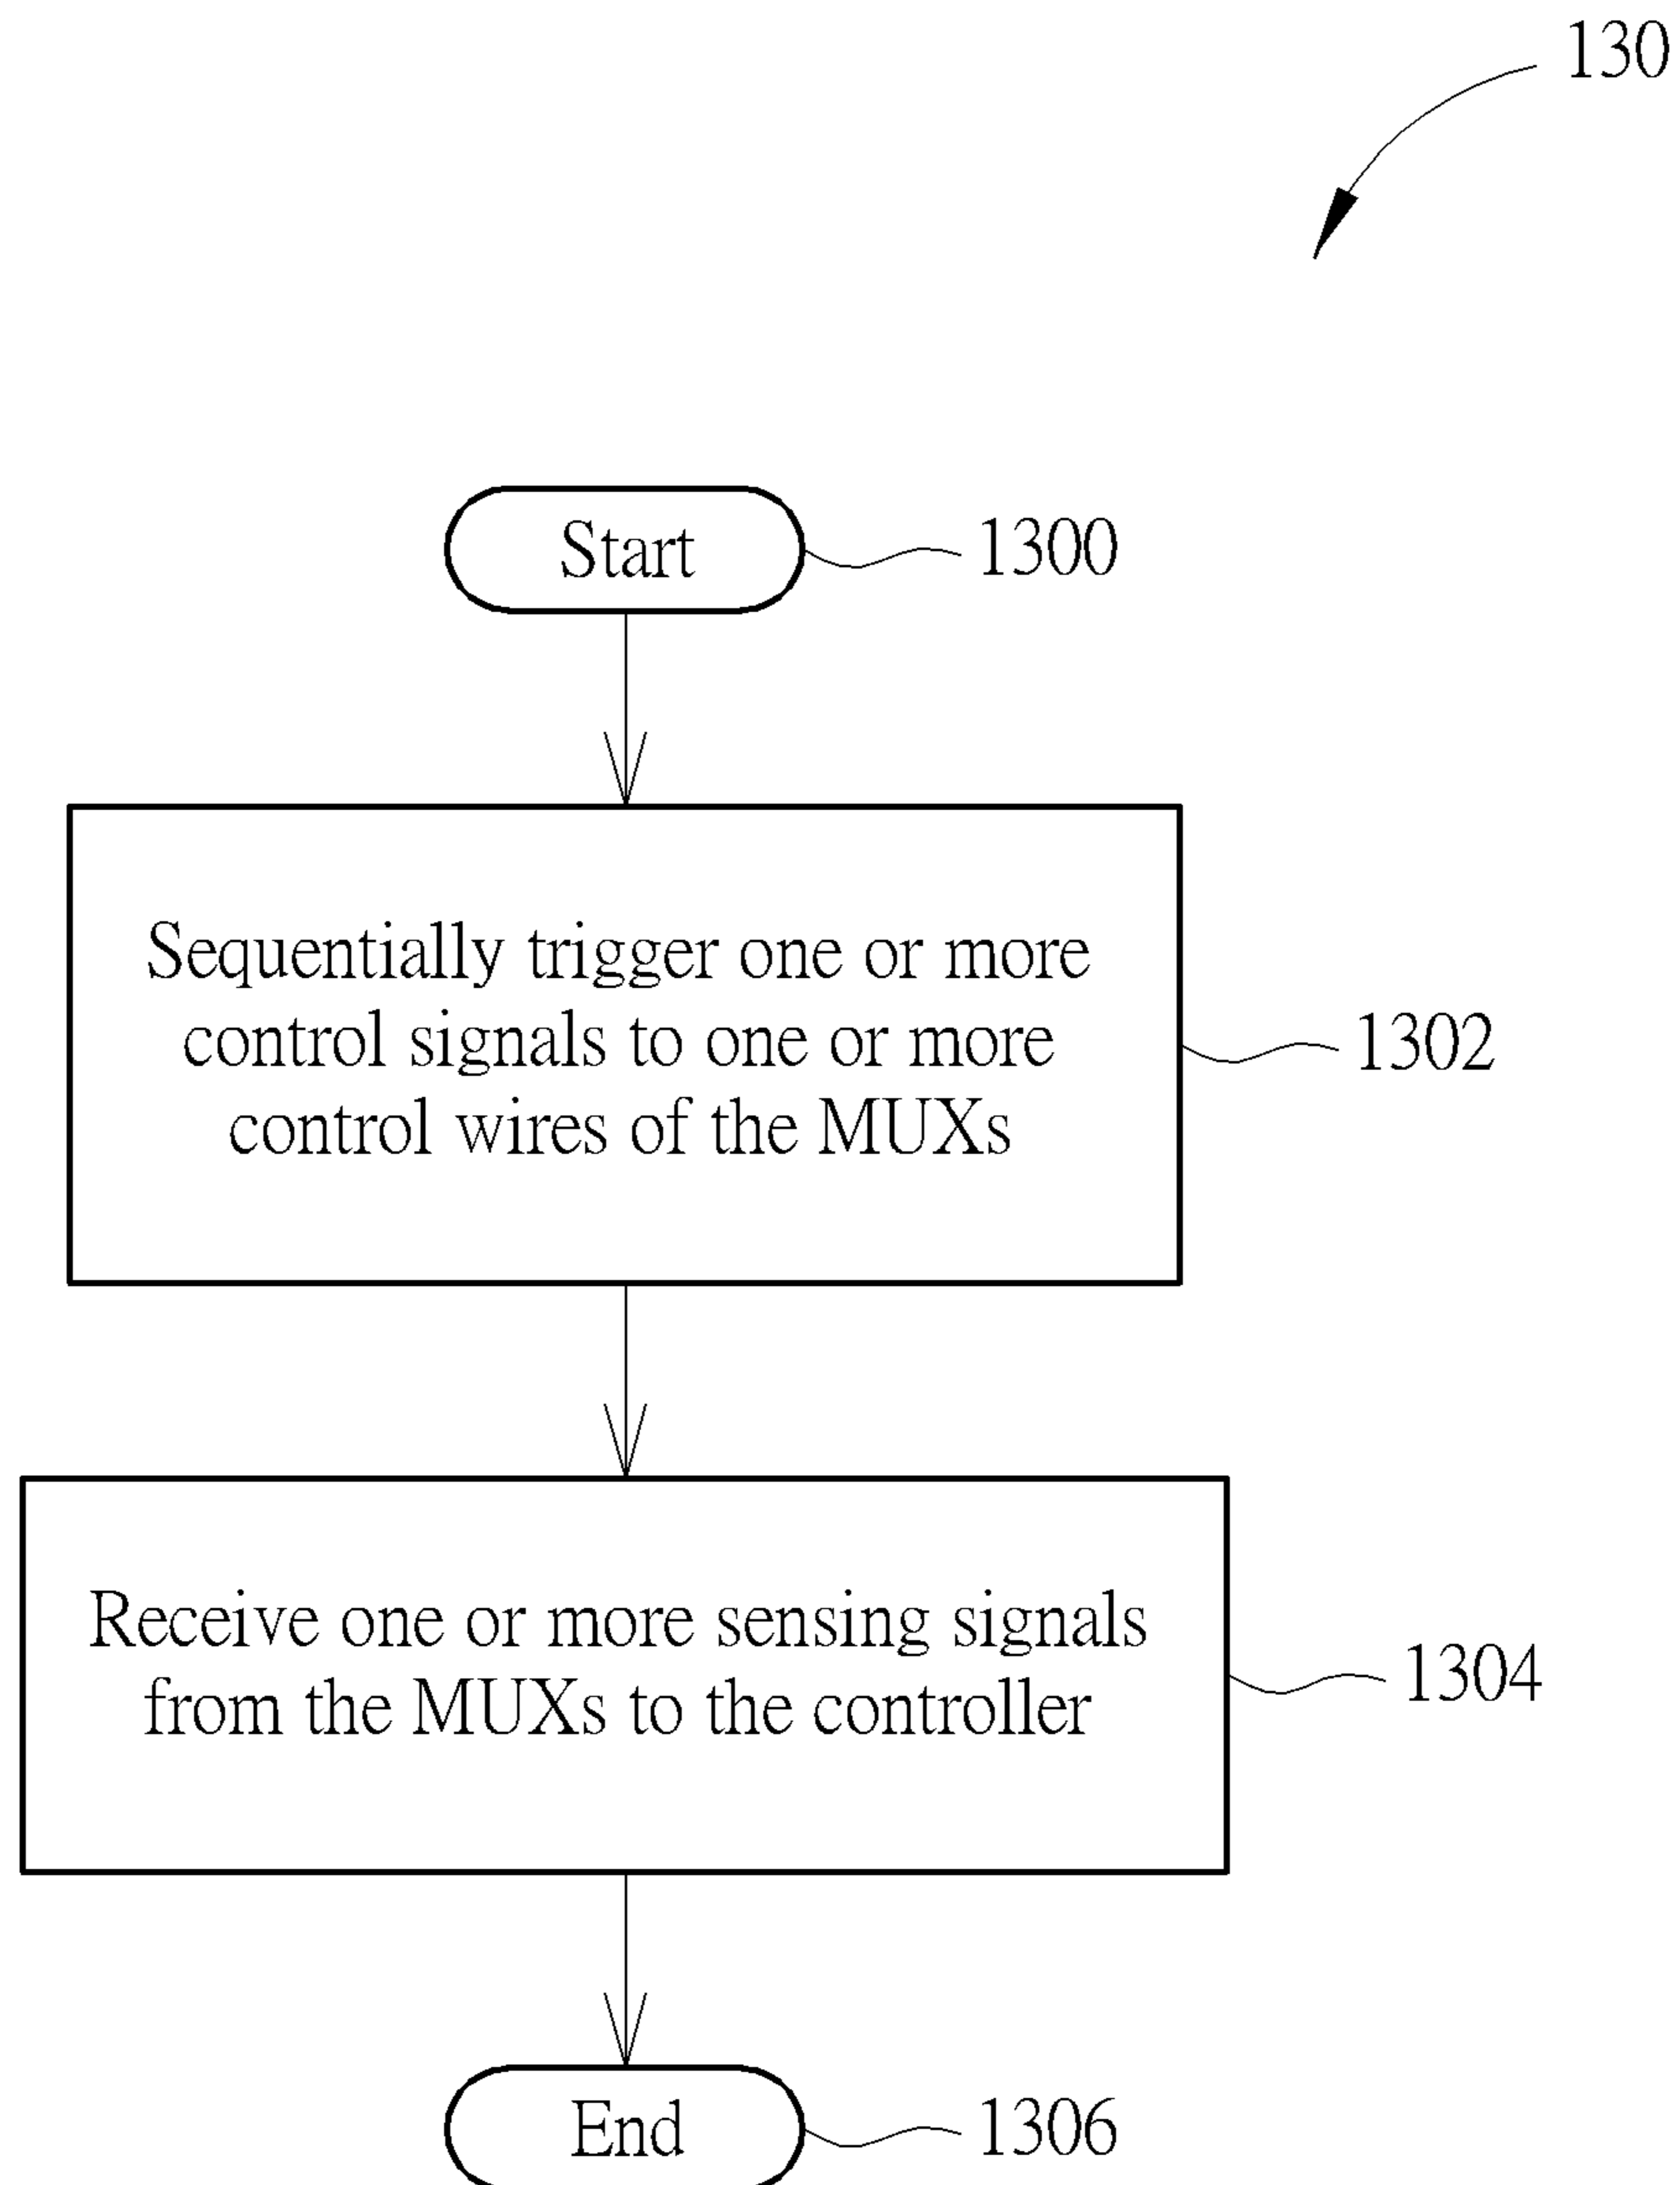 130
Start
1300
Sequentially trigger one or more
control signals to one or more
control wires of the MUXs
1302
Receive one or more sensing signals
from the MUXs to the controller
1304
End
1306